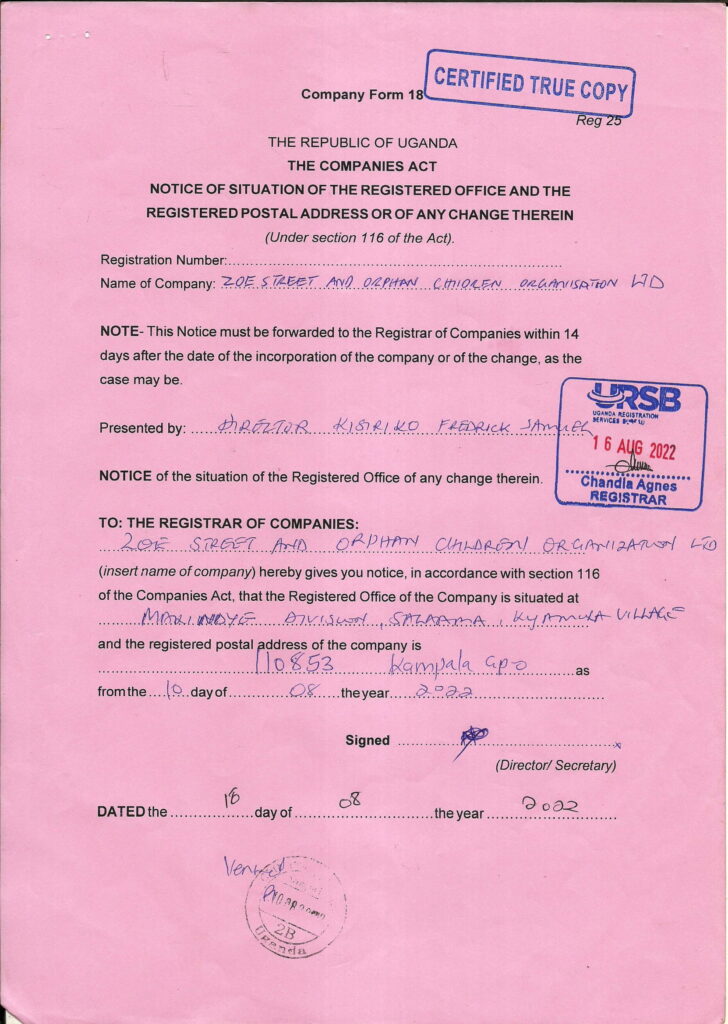 CERTIFIED TRUE COPY
Company Form 18
Reg 25
THE REPUBLIC OF UGANDA
THE COMPANIES ACT
NOTICE OF SITUATION OF THE REGISTERED OFFICE AND THE
REGISTERED POSTAL ADDRESS OR OF ANY CHANGE THEREIN
(Under section 116 of the Act).
Registration Number:
Name of Company: ZOE STREET AND ORPHAN CHIDREN ORGANISATION LTD
NOTE- This Notice must be forwarded to the Registrar of Companies within 14
days after the date of the incorporation of the company or of the change, as the
case may be.
Presented by: DIRECTOR KISIRIKO FREDRICK SAMUEL
URSB
UGANDA REGISTRATION
SERVICES BUREAU
16 AUG 2022
Chandia Agnes
REGISTRAR
NOTICE of the situation of the Registered Office of any change therein.
TO: THE REGISTRAR OF COMPANIES:
ZOE STREET AND ORPHAN CHILDREN ORGANIZATION LTD
(insert name of company) hereby gives you notice, in accordance with section 116
of the Companies Act, that the Registered Office of the Company is situated at
MAKINDYE DIVISION, SALAAMA, VILLAGE
and the registered postal address of the company is
110853 Kampala GPO as
from the 10 day of 08 the year 2022
Signed
(Director/ Secretary)
DATED the day of 08 the year 2022
2B
Uganda